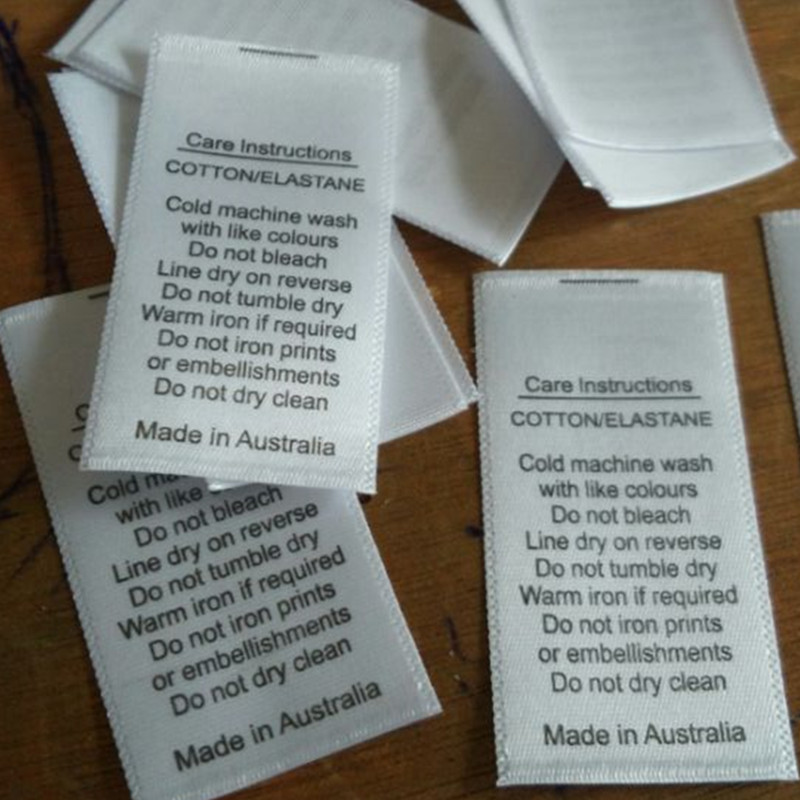 Care Instructions
COTTON/ELASTANE
Cold machine wash
with like colours
Do not bleach
Line dry on reverse
Do not tumble dry
Warm iron if required
Do not iron prints
or embellishments
Do not dry clean
Made in Australia
Cold
with like
Do not bleach
Line dry on reverse
Do not tumble dry
Warm iron if required
Do not iron prints
or embellishments
Do not dry clean
Made in Australia
Care Instructions
COTTON/ELASTANE
Cold machine wash
with like colours
Do not bleach
Line dry on reverse
Do not tumble dry
Warm iron if required
Do not iron prints
or embellishments
Do not dry clean
Made in Australia